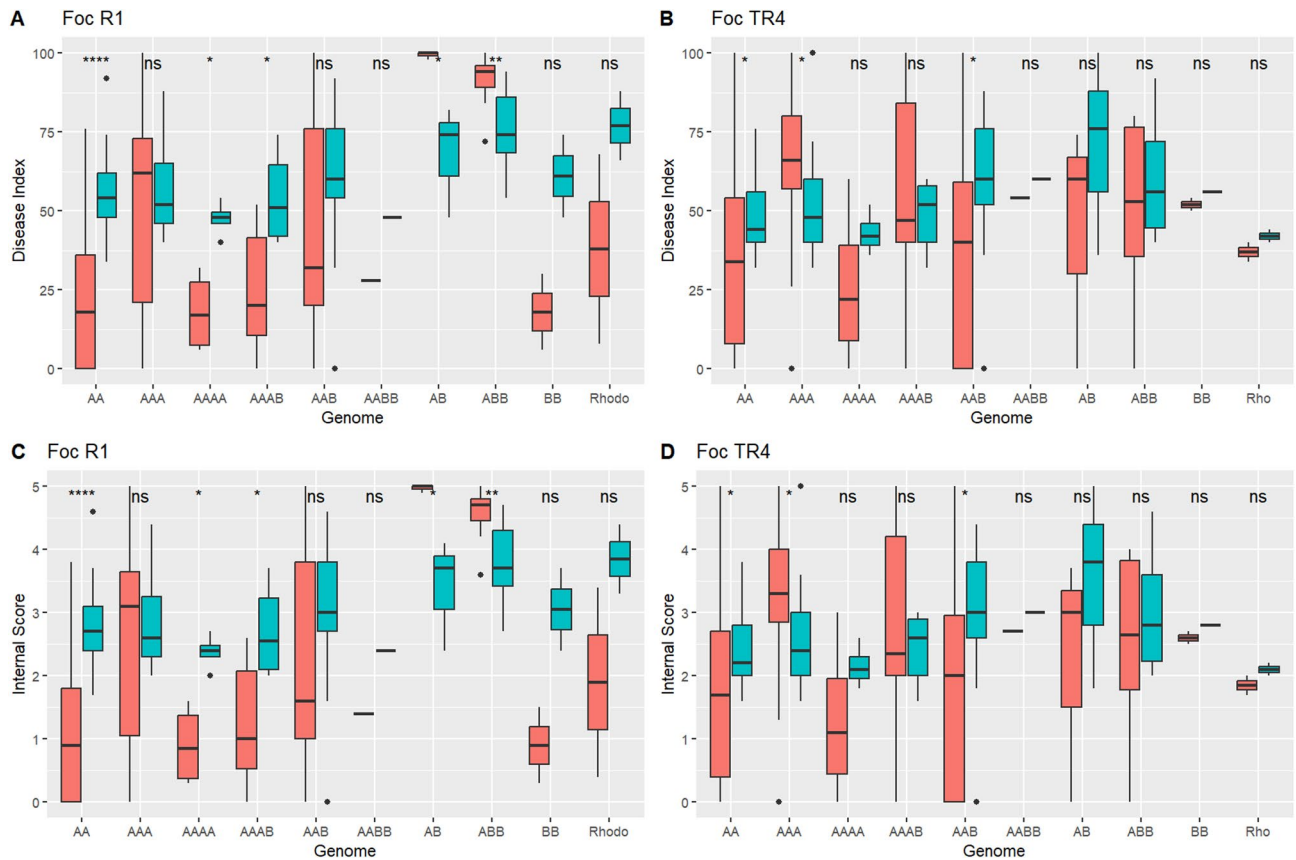 A Foc R1
B Foc TR4
100
75
50
25
0
Disease Index
**** ns * * ns ns * ** ns ns
AA AAA AAAA AAAB AAB AABB AB ABB BB Rhodo
Genome
100
75
50
25
0
Disease Index
* * ns ns * ns ns ns ns ns
AA AAA AAAA AAAB AAB AABB AB ABB BB Rho
Genome
C Foc R1
D Foc TR4
5
4
3
2
1
0
Internal Score
**** ns * * ns ns * ** ns ns
AA AAA AAAA AAAB AAB AABB AB ABB BB Rhodo
Genome
5
4
3
2
1
0
Internal Score
* * ns ns * ns ns ns ns ns
AA AAA AAAA AAAB AAB AABB AB ABB BB Rho
Genome